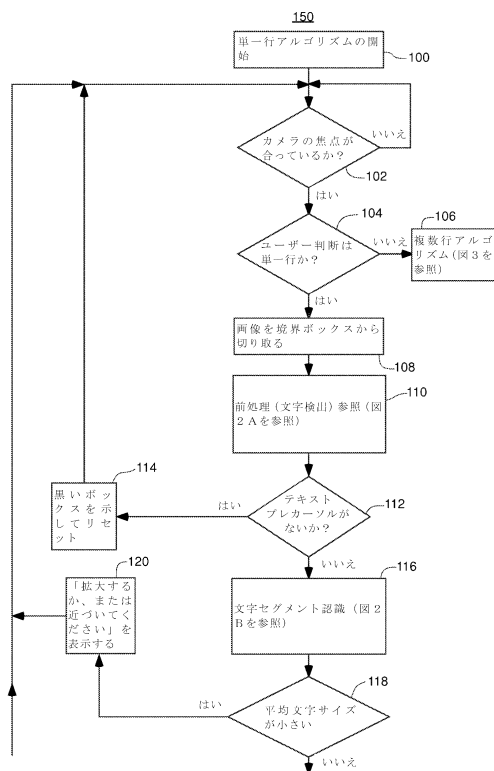 150
単一行アルゴリズムの開
始
100
カメラの焦点が
合っているか?
いいえ
102
はい
104
ユーザー判断は
単一行か?
いいえ
106
複数行アルゴ
リズム(図3を
参照)
はい
画像を境界ボックスから
切り取る
108
110
前処理(文字検出)参照(図
2Aを参照)
114
黒いボッ
クスを示
してリセ
ット
はい
テキスト
プレカーソルが
ないか?
112
いいえ
120
「拡大する
か、または
近づいてく
ださい」を
表示する
116
文字セグメント認識(図2
Bを参照)
はい
118
平均文字サイズ
が小さい
いいえ